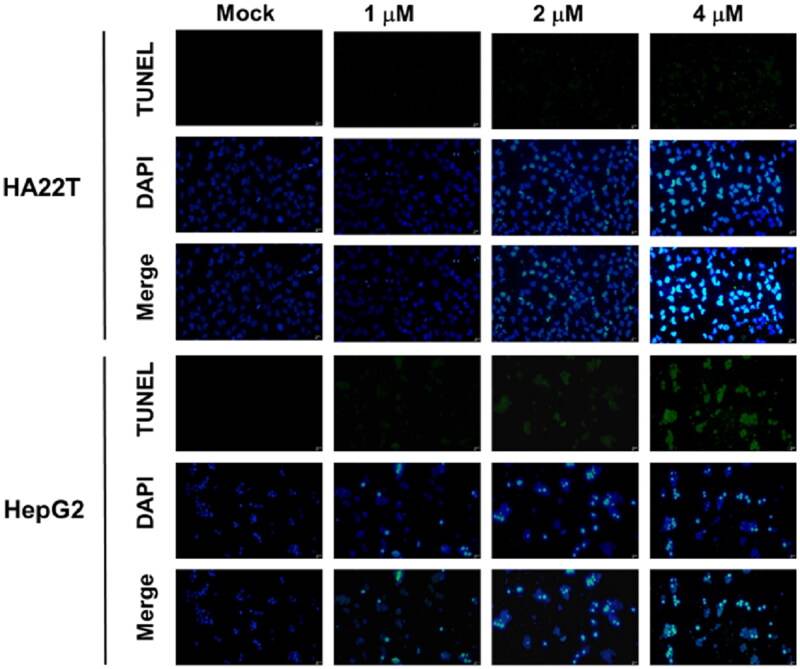 Mock 1 μM 2 μM 4 μM
HA22T
TUNEL
DAPI
Merge
HepG2
TUNEL
DAPI
Merge